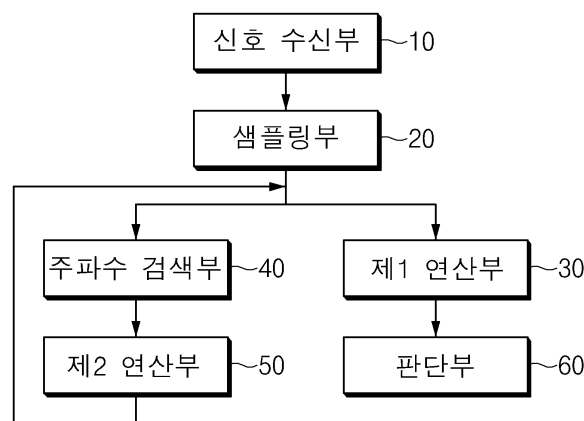 신호 수신부 10
샘플링부 20
주파수 검색부 40
제1 연산부 30
제2 연산부 50
판단부 60